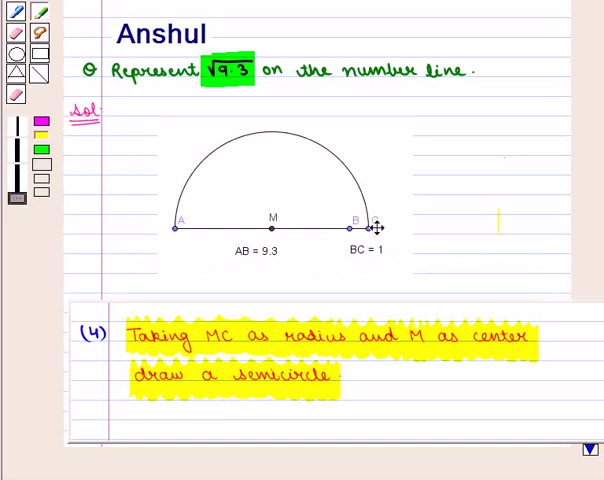 Anshul
Q Represent √9.3 on the number line.
Sol.
A M B C
AB = 9.3 BC = 1
(4) Taking MC as radius and M as center
draw a semicircle.